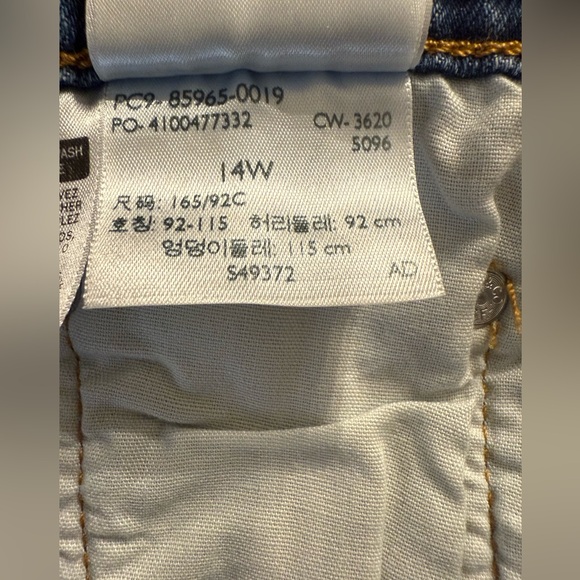 PC9-85965-0019
PO-4100477332 CW-3620
5096
14W
尺码: 165/92C
호칭: 92-115 허리둘레: 92 cm
엉덩이둘레: 115 cm
S49372 AD